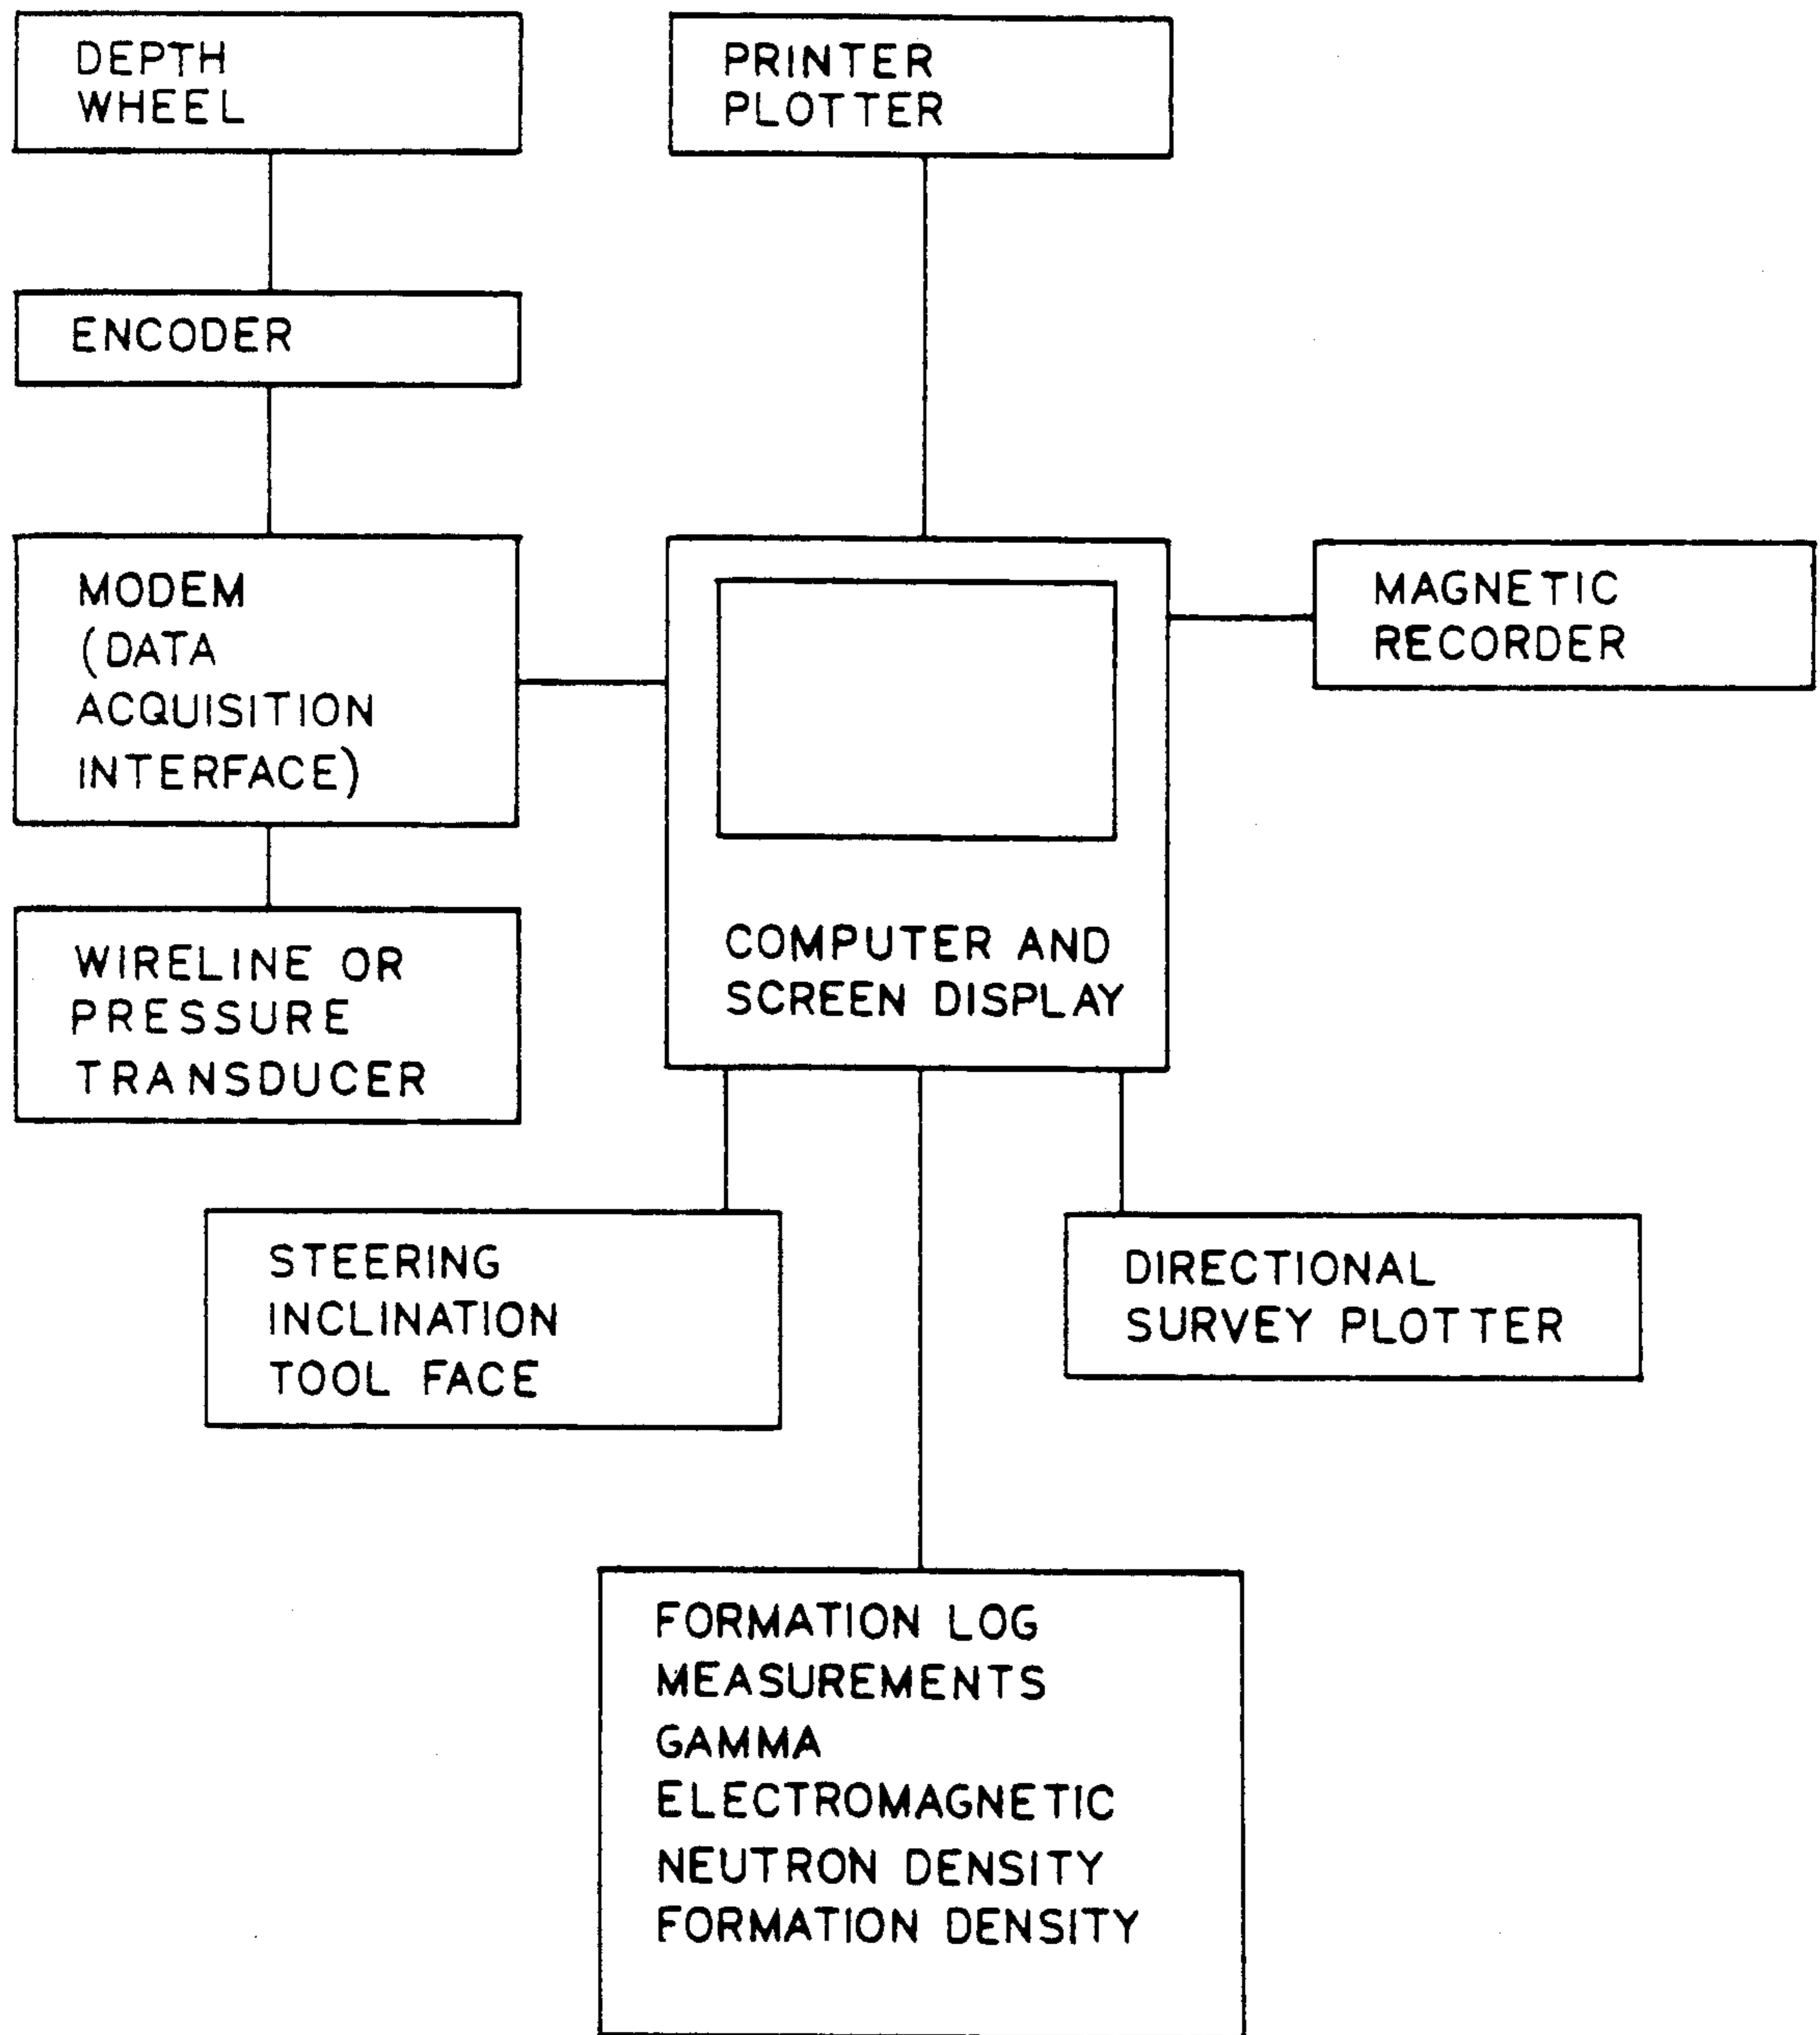 DEPTH
WHEEL
PRINTER
PLOTTER
ENCODER
MODEM
(DATA
ACQUISITION
INTERFACE)
MAGNETIC
RECORDER
WIRELINE OR
PRESSURE
TRANSDUCER
COMPUTER AND
SCREEN DISPLAY
STEERING
INCLINATION
TOOL FACE
DIRECTIONAL
SURVEY PLOTTER
FORMATION LOG
MEASUREMENTS
GAMMA
ELECTROMAGNETIC
NEUTRON DENSITY
FORMATION DENSITY